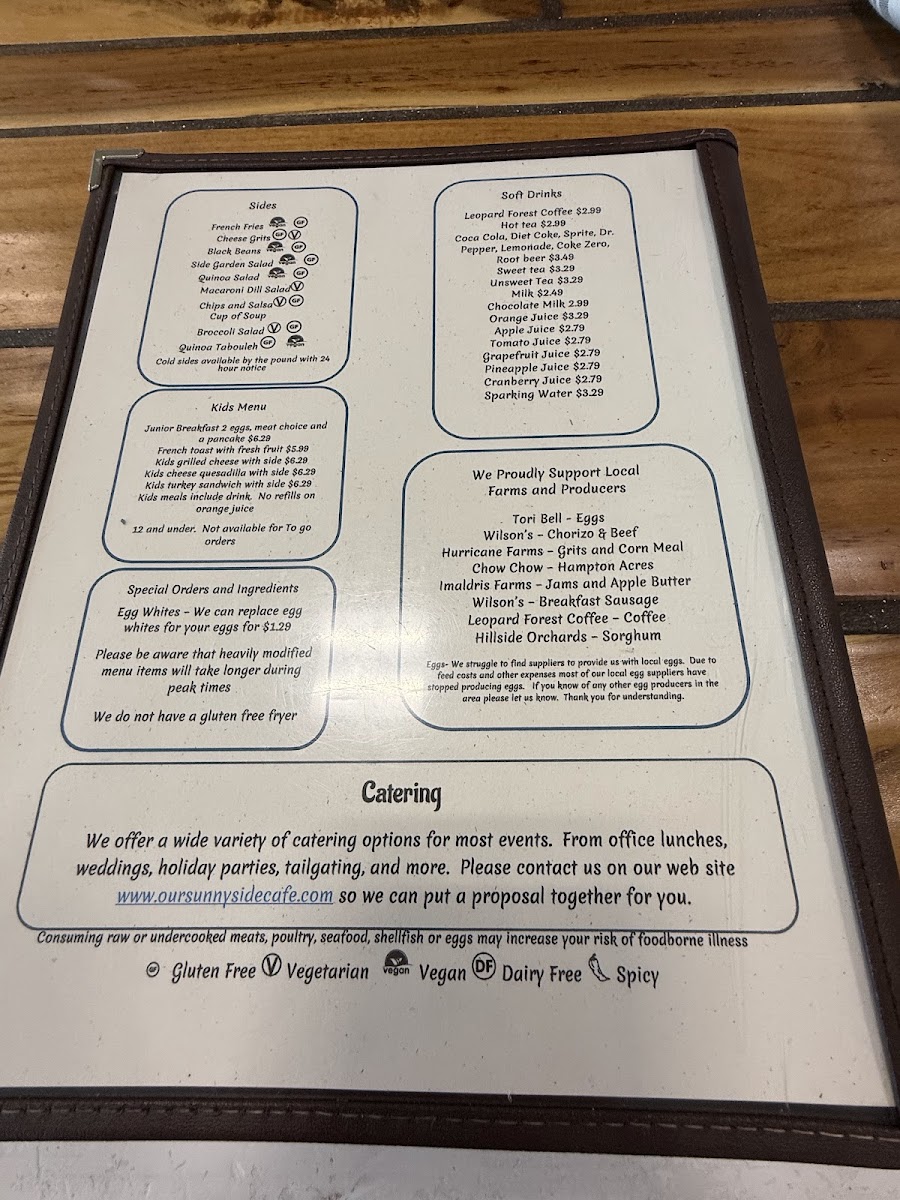 Sides
French Fries vegan GF
Cheese Grits GF V
Black Beans vegan GF
Side Garden Salad vegan GF
Quinoa Salad vegan GF
Macaroni Dill Salad V
Chips and Salsa V GF
Cup of Soup
Broccoli Salad V GF
Quinoa Tabouleh GF vegan
Cold sides available by the pound with 24
hour notice
Kids Menu
Junior Breakfast 2 eggs, meat choice and
a pancake $6.29
French toast with fresh fruit $5.99
Kids grilled cheese with side $6.29
Kids cheese quesadilla with side $6.29
Kids turkey sandwich with side $6.29
Kids meals include drink. No refills on
orange juice
12 and under. Not available for To go
orders
Special Orders and Ingredients
Egg Whites – We can replace egg
whites for your eggs for $1.29
Please be aware that heavily modified
menu items will take longer during
peak times
We do not have a gluten free fryer
Soft Drinks
Leopard Forest Coffee $2.99
Hot tea $2.99
Coca Cola, Diet Coke, Sprite, Dr.
Pepper, Lemonade, Coke Zero,
Root beer $3.49
Sweet tea $3.29
Unsweet Tea $3.29
Milk $2.49
Chocolate Milk 2.99
Orange Juice $3.29
Apple Juice $2.79
Tomato Juice $2.79
Grapefruit Juice $2.79
Pineapple Juice $2.79
Cranberry Juice $2.79
Sparking Water $3.29
We Proudly Support Local
Farms and Producers
Tori Bell – Eggs
Wilson's – Chorizo & Beef
Hurricane Farms – Grits and Corn Meal
Chow Chow – Hampton Acres
Imaldris Farms – Jams and Apple Butter
Wilson's – Breakfast Sausage
Leopard Forest Coffee – Coffee
Hillside Orchards – Sorghum
Eggs- We struggle to find suppliers to provide us with local eggs. Due to
feed costs and other expenses most of our local egg suppliers have
stopped producing eggs. If you know of any other egg producers in the
area please let us know. Thank you for understanding.
Catering
We offer a wide variety of catering options for most events. From office lunches,
weddings, holiday parties, tailgating, and more. Please contact us on our web site
www.oursunnysidecafe.com so we can put a proposal together for you.
Consuming raw or undercooked meats, poultry, seafood, shellfish or eggs may increase your risk of foodborne illness
GF Gluten Free V Vegetarian vegan Vegan DF Dairy Free Spicy